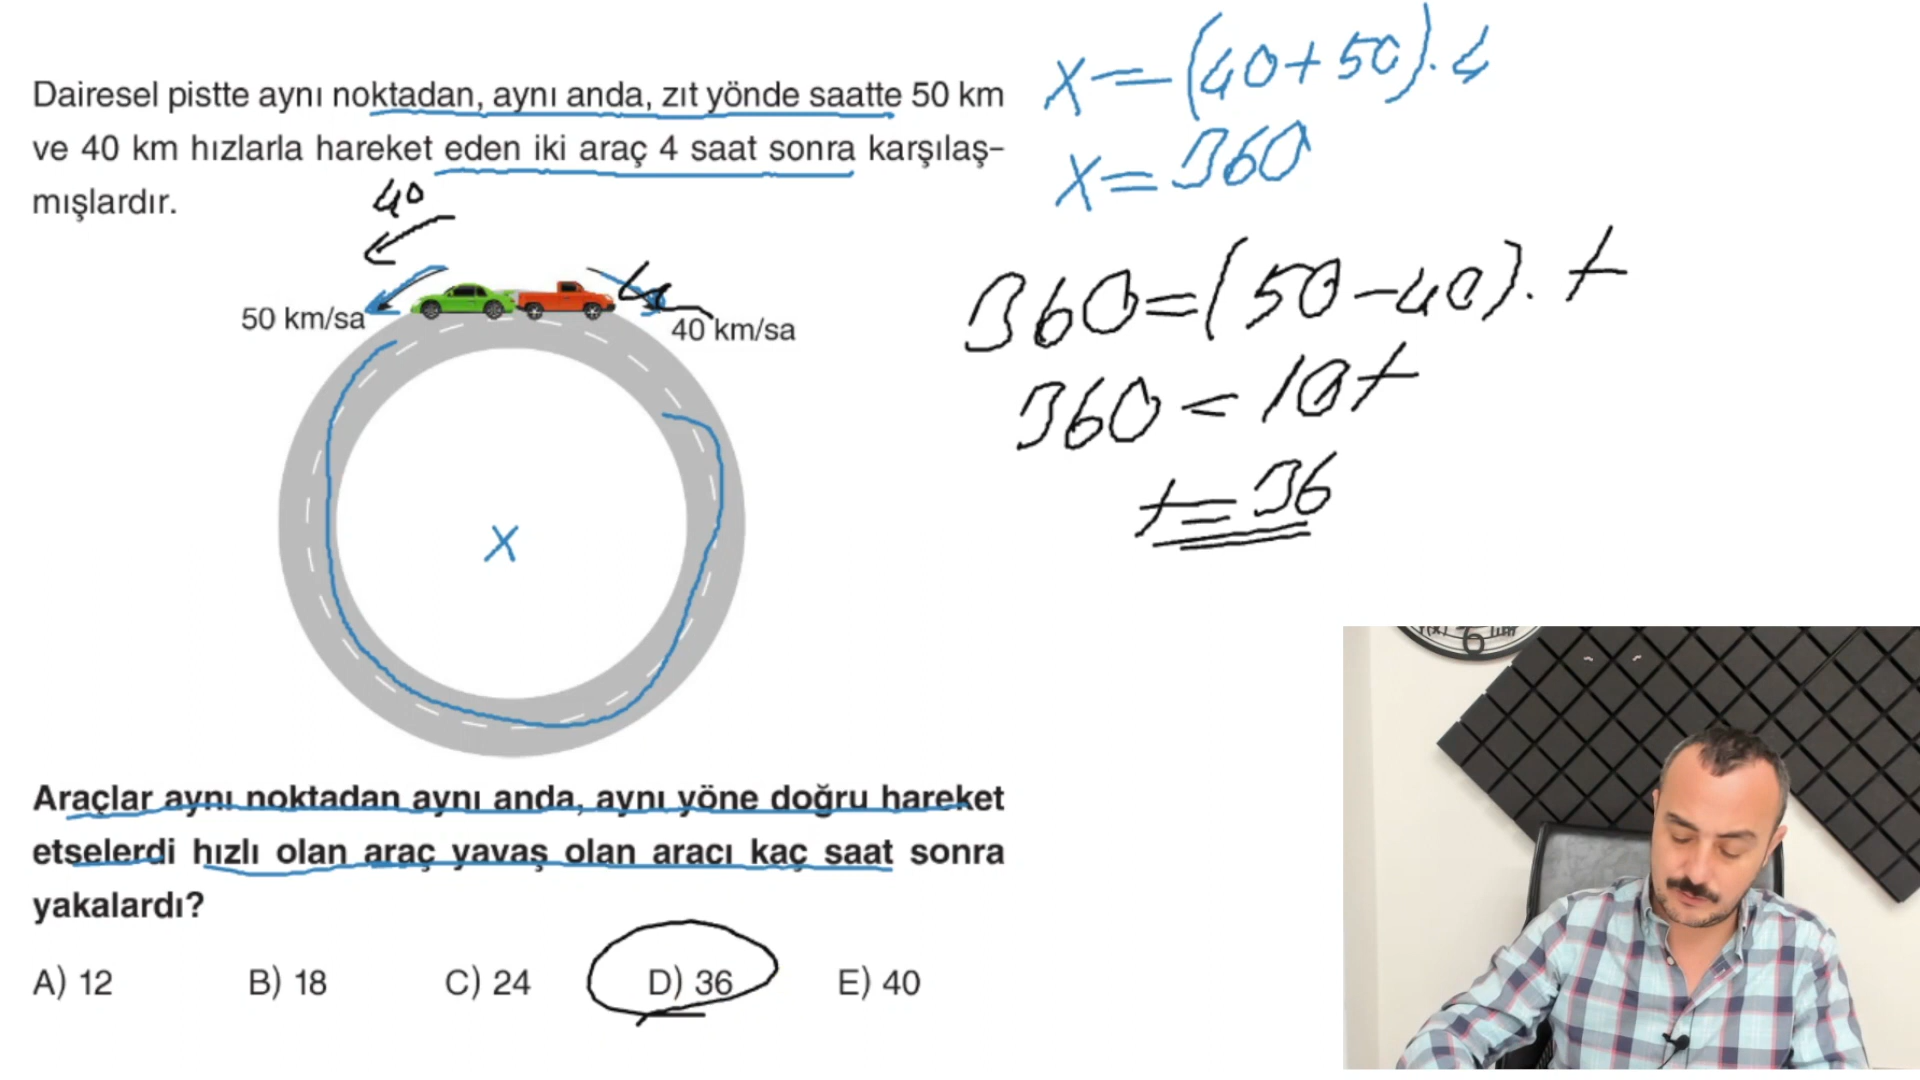 Dairesel pistte aynı noktadan, aynı anda, zıt yönde saatte 50 km
ve 40 km hızlarla hareket eden iki araç 4 saat sonra karşılaş-
mışlardır.
40
50 km/sa
40 km/sa
x
x=(40+50).4
x=360
360=(50-40).t
360=10t
t=36
Araçlar aynı noktadan aynı anda, aynı yöne doğru hareket
etselerdi hızlı olan araç yavaş olan aracı kaç saat sonra
yakalardı?
A) 12 B) 18 C) 24 D) 36 E) 40
6